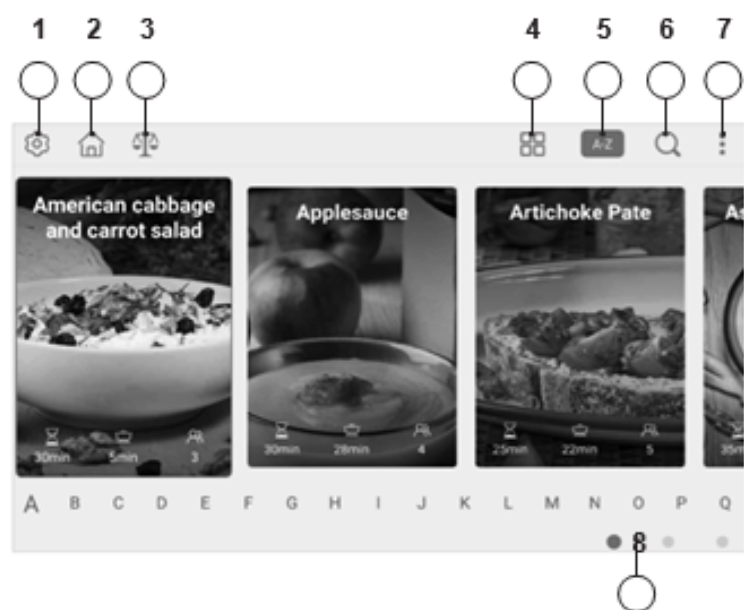 1 2 3 4 5 6 7
A-Z
American cabbage
and carrot salad
Applesauce
Artichoke Pate
30min 5min 3
30min 28min 4
25min 22min 5
A B C D E F G H I J K L M N O P Q
8